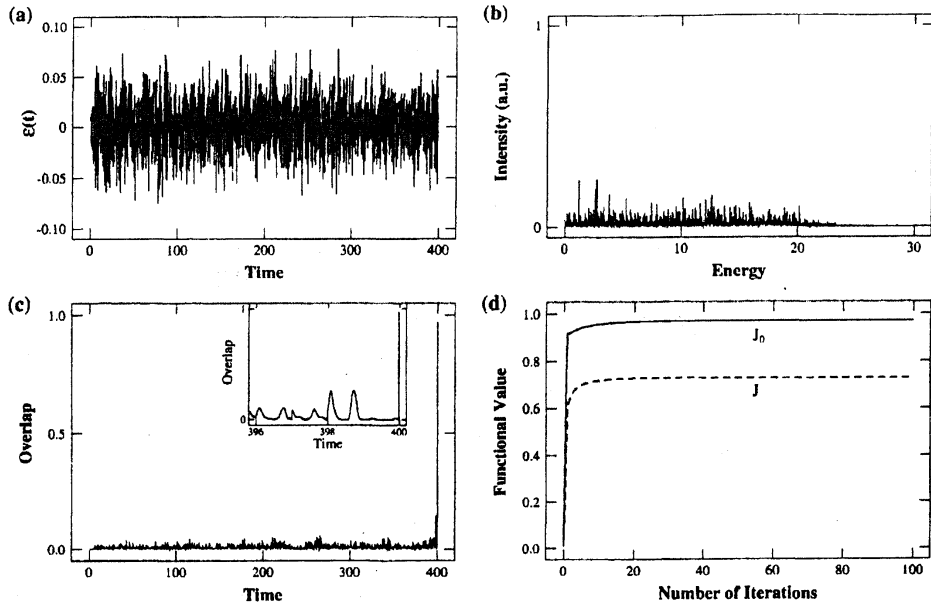 (a)
0.10
0.05
0
-0.05
-0.10
ε(t)
0 100 200 300 400
Time
(b)
1
0
Intensity (a.u.)
0 10 20 30
Energy
(c)
1.0
0.5
0.0
Overlap
0 100 200 300 400
Time
1
0
Overlap
396 398 400
Time
(d)
1.0
0.8
0.6
0.4
0.2
0.0
Functional Value
J₀
J
0 20 40 60 80 100
Number of Iterations